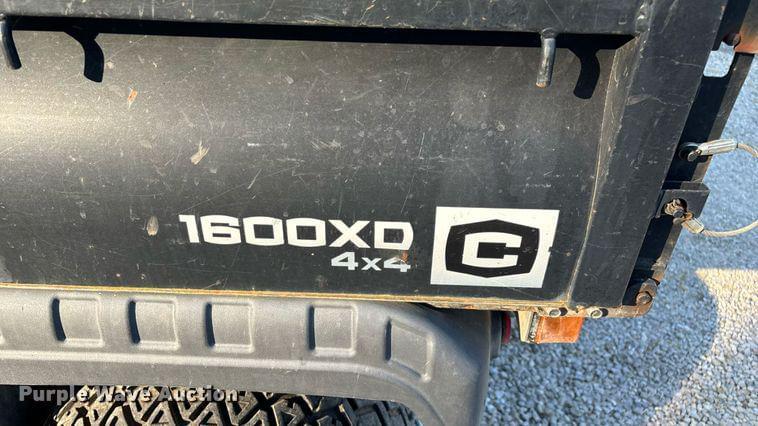 1600XD
4x4
C
Purple Wave Auction